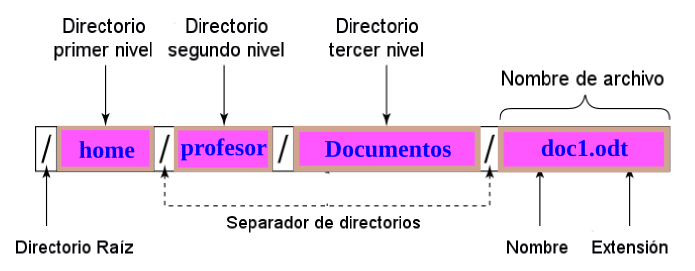 Directorio
primer nivel
Directorio
segundo nivel
Directorio
tercer nivel
Nombre de archivo
/ home / profesor / Documentos / doc1.odt
Separador de directorios
Directorio Raíz
Nombre
Extensión